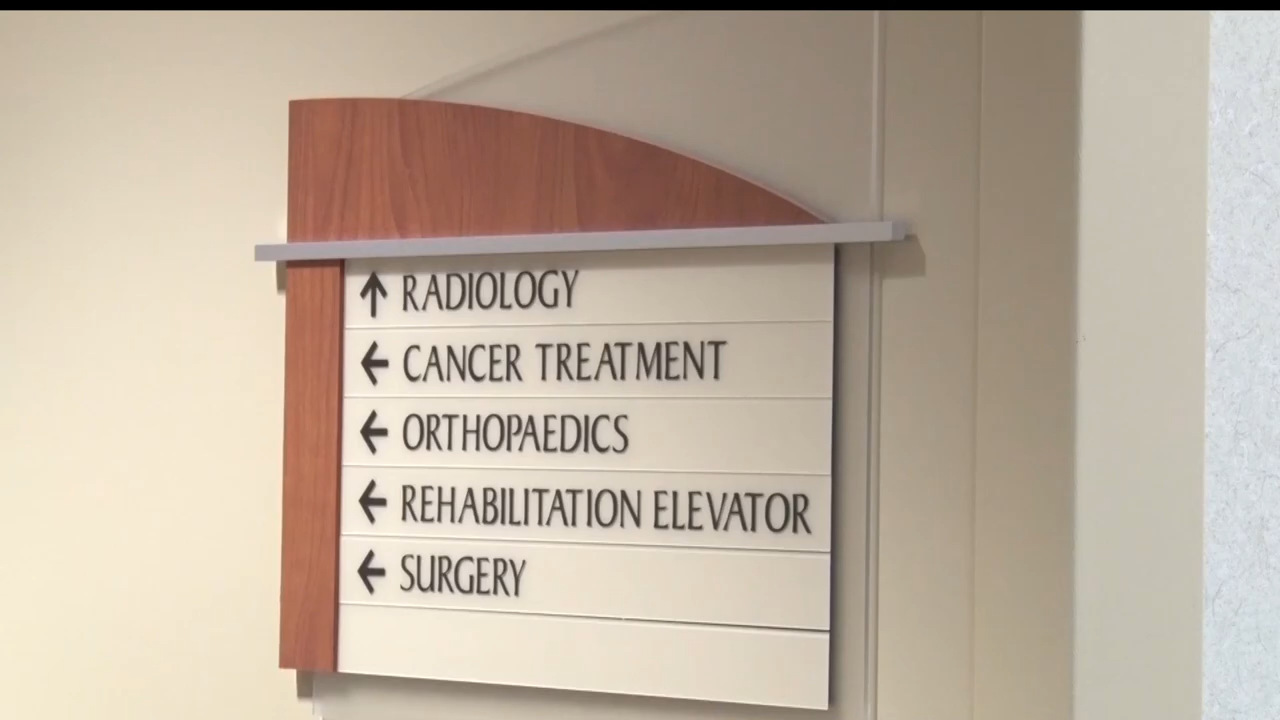 ↑ RADIOLOGY
← CANCER TREATMENT
← ORTHOPAEDICS
← REHABILITATION ELEVATOR
← SURGERY